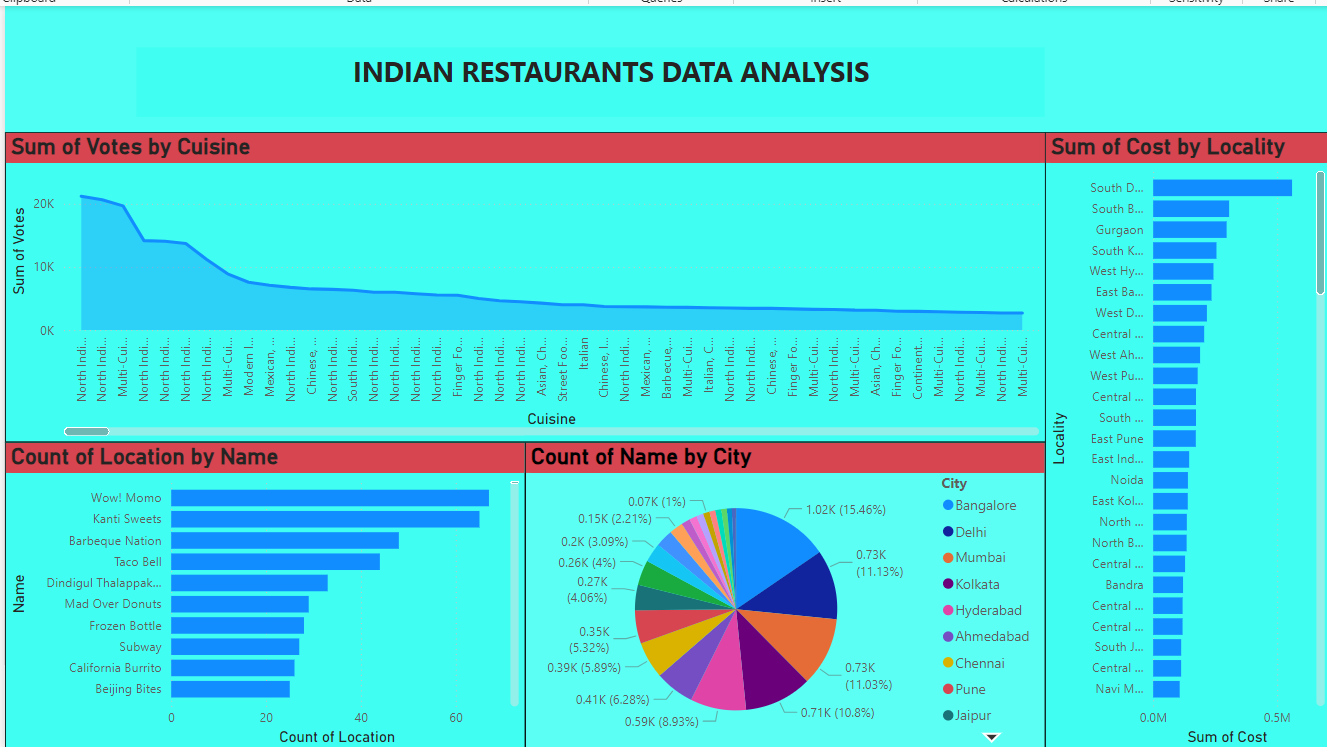 Clipboard
Data
Queries
Insert
Calculations
Sensitivity
Share
INDIAN RESTAURANTS DATA ANALYSIS
Sum of Votes by Cuisine
Sum of Votes
20K
10K
0K
North Indi...
North Indi...
Multi-Cui...
North Indi...
North Indi...
North Indi...
North Indi...
Multi-Cui...
Modern I...
Mexican, ...
North Indi...
Chinese, ...
North Indi...
South Indi...
North Indi...
North Indi...
North Indi...
North Indi...
Finger Fo...
North Indi...
North Indi...
North Indi...
Asian, Ch...
Street Foo...
Italian
Chinese, I...
North Indi...
Mexican, ...
Barbecue,...
Multi-Cui...
Italian, C...
North Indi...
North Indi...
Chinese, ...
Finger Fo...
Multi-Cui...
Multi-Cui...
Multi-Cui...
Asian, Ch...
Finger Fo...
Continent...
Multi-Cui...
North Indi...
Multi-Cui...
North Indi...
Multi-Cui...
Cuisine
Sum of Cost by Locality
Locality
South D...
South B...
Gurgaon
South K...
West Hy...
East Ba...
West D...
Central ...
West Ah...
West Pu...
Central ...
South ...
East Pune
East Ind...
Noida
East Kol...
North ...
North B...
Central ...
Bandra
Central ...
Central ...
South J...
Central ...
Navi M...
0.0M
0.5M
Sum of Cost
Count of Location by Name
Name
Wow! Momo
Kanti Sweets
Barbeque Nation
Taco Bell
Dindigul Thalappak...
Mad Over Donuts
Frozen Bottle
Subway
California Burrito
Beijing Bites
0
20
40
60
Count of Location
Count of Name by City
1.02K (15.46%)
0.73K
(11.13%)
0.73K
(11.03%)
0.71K (10.8%)
0.59K (8.93%)
0.41K (6.28%)
0.39K (5.89%)
0.35K
(5.32%)
0.27K
(4.06%)
0.26K (4%)
0.2K (3.09%)
0.15K (2.21%)
0.07K (1%)
City
Bangalore
Delhi
Mumbai
Kolkata
Hyderabad
Ahmedabad
Chennai
Pune
Jaipur